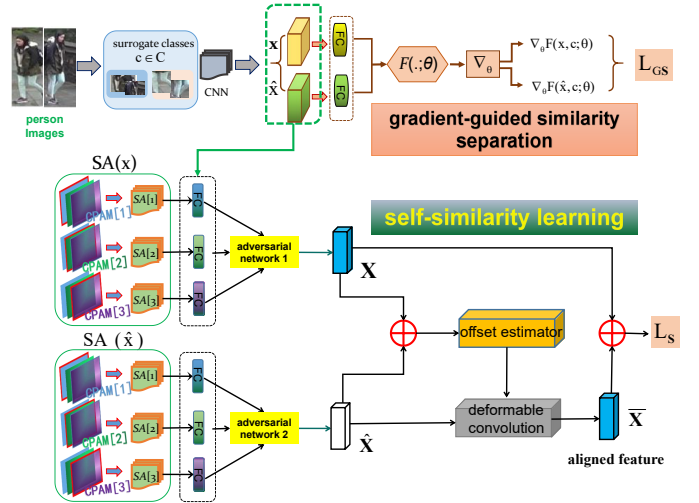 person
Images
surrogate classes
c ∈ C
CNN
x
x̂
FC
FC
F(.;θ)
∇θ
∇θF(x,c;θ)
∇θF(x̂,c;θ)
LGS
gradient-guided similarity
separation
SA(x)
CPAM[1]
SA[1]
FC
CPAM[2]
SA[2]
FC
CPAM[3]
SA[3]
FC
adversarial
network 1
X
self-similarity learning
offset estimator
LS
SA (x̂)
CPAM[1]
SA[1]
FC
CPAM[2]
SA[2]
FC
CPAM[3]
SA[3]
FC
adversarial
network 2
X̂
deformable
convolution
X̅
aligned feature